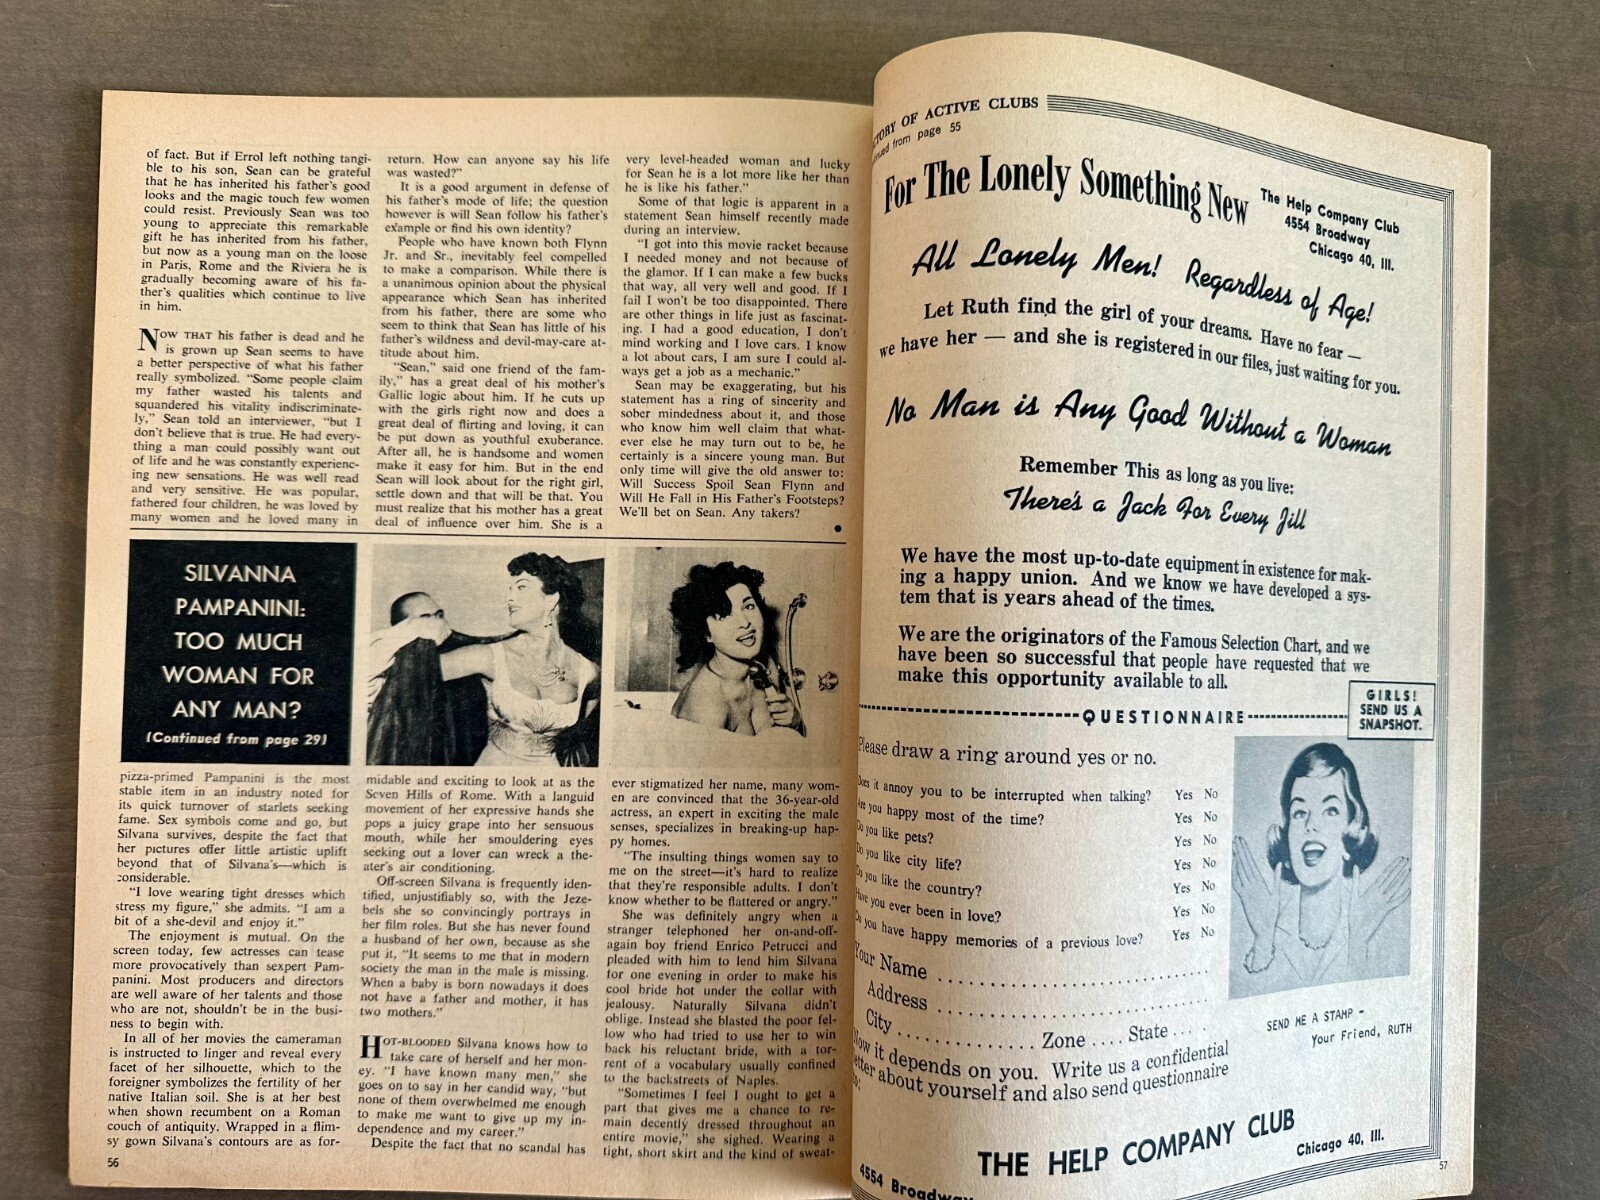 of fact. But if Errol left nothing tangi-
ble to his son, Sean can be grateful
that he has inherited his father's good
looks and the magic touch few women
could resist. Previously Sean was too
young to appreciate this remarkable
gift he has inherited from his father,
but now as a young man on the loose
in Paris, Rome and the Riviera he is
gradually becoming aware of his fa-
ther's qualities which continue to live
in him.
NOW THAT his father is dead and he
is grown up Sean seems to have
a better perspective of what his father
really symbolized. "Some people claim
my father wasted his talents and
squandered his vitality indiscriminate-
ly," Sean told an interviewer, "but I
don't believe that is true. He had every-
thing a man could possibly want out
of life and he was constantly experienc-
ing new sensations. He was well read
and very sensitive. He was popular,
fathered four children, he was loved by
many women and he loved many in
return. How can anyone say his life
was wasted?"
It is a good argument in defense of
his father's mode of life; the question
however is will Sean follow his father's
example or find his own identity?
People who have known both Flynn
Jr. and Sr., inevitably feel compelled
to make a comparison. While there is
a unanimous opinion about the physical
appearance which Sean has inherited
from his father, there are some who
seem to think that Sean has little of his
father's wildness and devil-may-care at-
titude about him.
"Sean," said one friend of the fam-
ily," has a great deal of his mother's
Gallic logic about him. If he cuts up
with the girls right now and does a
great deal of flirting and loving, it can
be put down as youthful exuberance.
After all, he is handsome and women
make it easy for him. But in the end
Sean will look about for the right girl,
settle down and that will be that. You
must realize that his mother has a great
deal of influence over him. She is a
very level-headed woman and lucky
for Sean he is a lot more like her than
he is like his father."
Some of that logic is apparent in a
statement Sean himself recently made
during an interview.
"I got into this movie racket because
I needed money and not because of
the glamor. If I can make a few bucks
that way, all very well and good. If I
fail I won't be too disappointed. There
are other things in life just as fascinat-
ing. I had a good education, I don't
mind working and I love cars. I know
a lot about cars, I am sure I could al-
ways get a job as a mechanic."
Sean may be exaggerating, but his
statement has a ring of sincerity and
sober mindedness about it, and those
who know him well claim that what-
ever else he may turn out to be, he
certainly is a sincere young man. But
only time will give the old answer to:
Will Success Spoil Sean Flynn and
Will He Fall in His Father's Footsteps?
We'll bet on Sean. Any takers?
SILVANNA
PAMPANINI:
TOO MUCH
WOMAN FOR
ANY MAN?
(Continued from page 29)
pizza-primed Pampanini is the most
stable item in an industry noted for
its quick turnover of starlets seeking
fame. Sex symbols come and go, but
Silvana survives, despite the fact that
her pictures offer little artistic uplift
beyond that of Silvana's—which is
considerable.
"I love wearing tight dresses which
stress my figure," she admits. "I am a
bit of a she-devil and enjoy it."
The enjoyment is mutual. On the
screen today, few actresses can tease
more provocatively than sexpert Pam-
panini. Most producers and directors
are well aware of her talents and those
who are not, shouldn't be in the busi-
ness to begin with.
In all of her movies the cameraman
is instructed to linger and reveal every
facet of her silhouette, which to the
foreigner symbolizes the fertility of her
native Italian soil. She is at her best
when shown recumbent on a Roman
couch of antiquity. Wrapped in a flim-
sy gown Silvana's contours are as for-
midable and exciting to look at as the
Seven Hills of Rome. With a languid
movement of her expressive hands she
pops a juicy grape into her sensuous
mouth, while her smouldering eyes
seeking out a lover can wreck a the-
ater's air conditioning.
Off-screen Silvana is frequently iden-
tified, unjustifiably so, with the Jeze-
bels she so convincingly portrays in
her film roles. But she has never found
a husband of her own, because as she
put it, "It seems to me that in modern
society the man in the male is missing.
When a baby is born nowadays it does
not have a father and mother, it has
two mothers."
HOT-BLOODED Silvana knows how to
take care of herself and her mon-
ey. "I have known many men," she
goes on to say in her candid way, "but
none of them overwhelmed me enough
to make me want to give up my in-
dependence and my career."
Despite the fact that no scandal has
ever stigmatized her name, many wom-
en are convinced that the 36-year-old
actress, an expert in exciting the male
senses, specializes in breaking-up hap-
py homes.
"The insulting things women say to
me on the street—it's hard to realize
that they're responsible adults. I don't
know whether to be flattered or angry."
She was definitely angry when a
stranger telephoned her on-and-off-
again boy friend Enrico Petrucci and
pleaded with him to lend him Silvana
for one evening in order to make his
cool bride hot under the collar with
jealousy. Naturally Silvana didn't
oblige. Instead she blasted the poor fel-
low who had tried to use her to win
back his reluctant bride, with a tor-
rent of a vocabulary usually confined
to the backstreets of Naples.
"Sometimes I feel I ought to get a
part that gives me a chance to re-
main decently dressed throughout an
entire movie," she sighed. Wearing a
tight, short skirt and the kind of sweat-
56
CTORY OF ACTIVE CLUBS
from page 55
For The Lonely Something New
The Help Company Club
4554 Broadway
Chicago 40, Ill.
All Lonely Men! Regardless of Age!
Let Ruth find the girl of your dreams. Have no fear —
we have her — and she is registered in our files, just waiting for you.
No Man is Any Good Without a Woman
Remember This as long as you live:
There's a Jack For Every Jill
We have the most up-to-date equipment in existence for mak-
ing a happy union. And we know we have developed a sys-
tem that is years ahead of the times.
We are the originators of the Famous Selection Chart, and we
have been so successful that people have requested that we
make this opportunity available to all.
QUESTIONNAIRE
GIRLS!
SEND US A
SNAPSHOT.
Please draw a ring around yes or no.
Does it annoy you to be interrupted when talking? Yes No
Are you happy most of the time? Yes No
Do you like pets? Yes No
Do you like city life? Yes No
Do you like the country? Yes No
Have you ever been in love? Yes No
Do you have happy memories of a previous love? Yes No
Your Name
Address
City Zone State
SEND ME A STAMP -
Your Friend, RUTH
Now it depends on you. Write us a confidential
letter about yourself and also send questionnaire
to:
THE HELP COMPANY CLUB
4554 Broadway
Chicago 40, Ill.
57